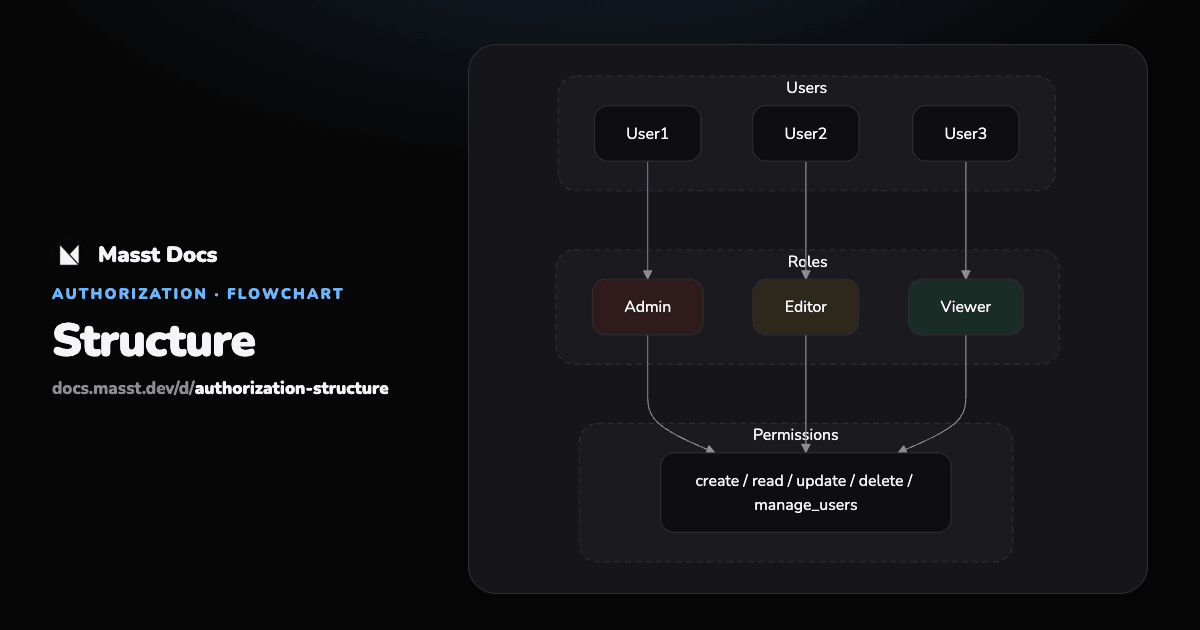 Masst Docs
AUTHORIZATION · FLOWCHART
Structure
docs.masst.dev/d/authorization-structure
Users
User1
User2
User3
Roles
Admin
Editor
Viewer
Permissions
create / read / update / delete /
manage_users